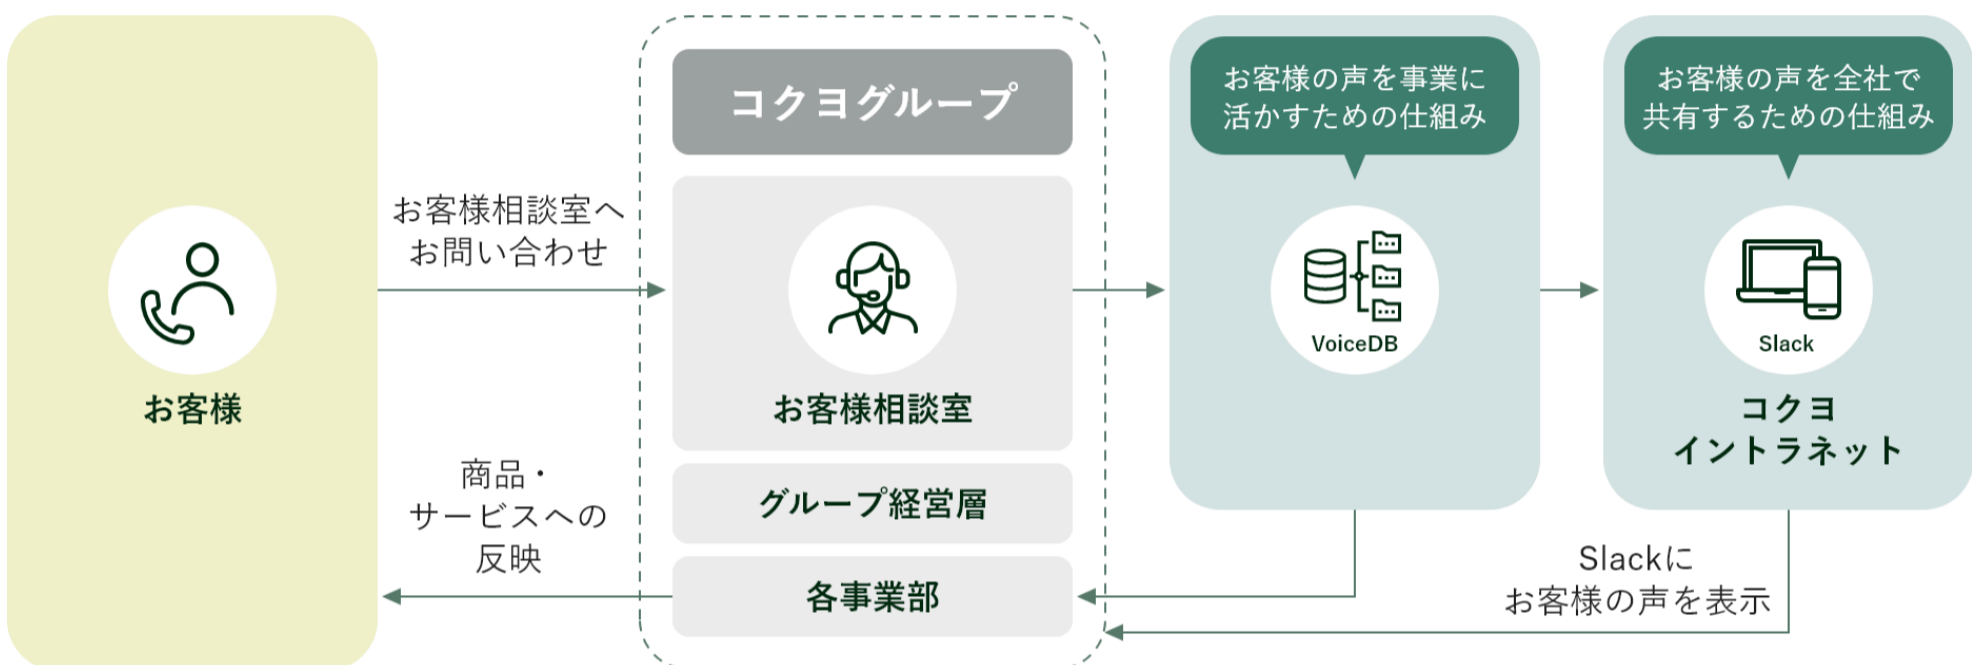 お客様
お客様相談室へ
お問い合わせ
商品・
サービスへの
反映
コクヨグループ
お客様相談室
グループ経営層
各事業部
お客様の声を事業に
活かすための仕組み
VoiceDB
お客様の声を全社で
共有するための仕組み
Slack
コクヨ
イントラネット
Slackに
お客様の声を表示